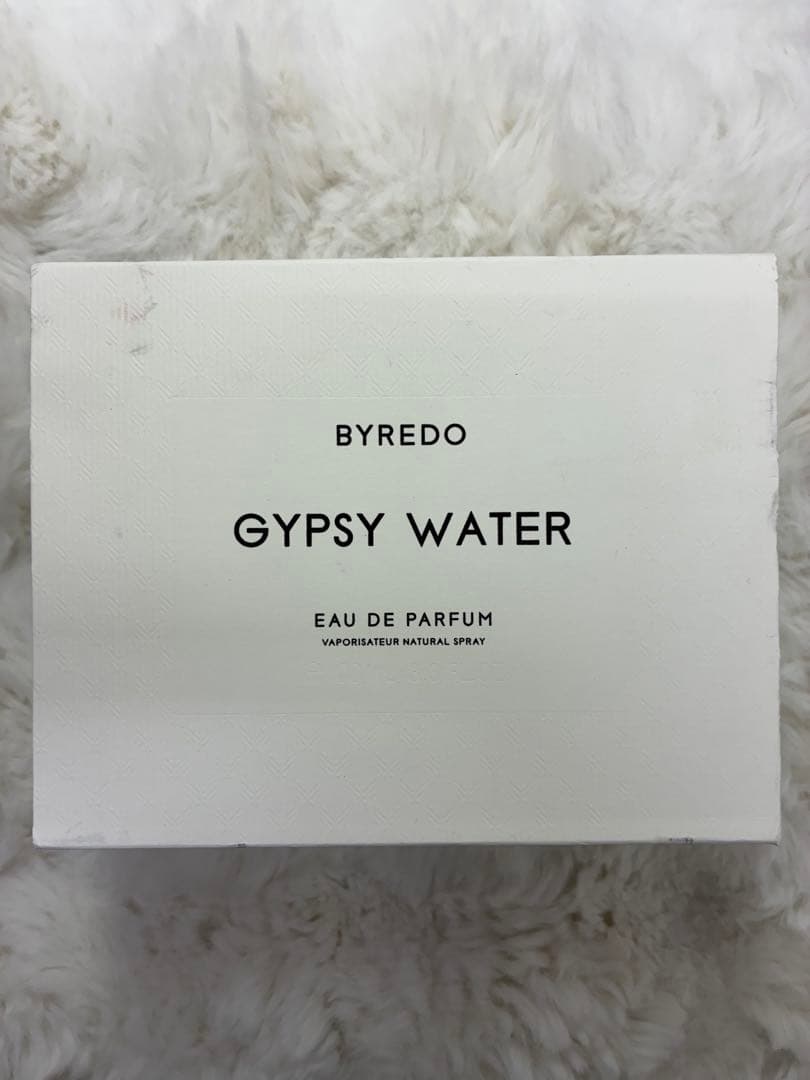 BYREDO
GYPSY WATER
EAU DE PARFUM
VAPORISATEUR NATURAL SPRAY